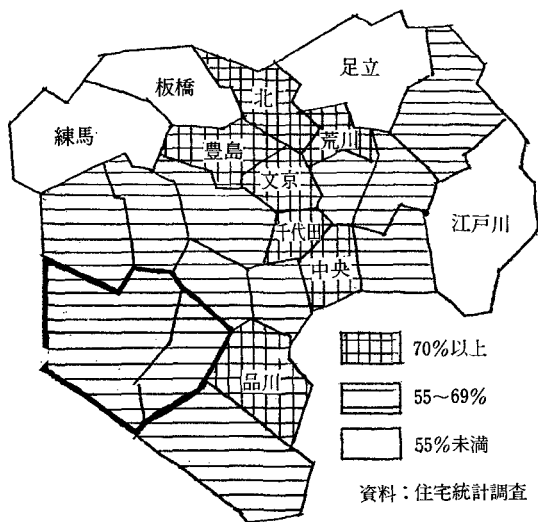 足立
板橋
北
練馬
荒川
豊島
文京
江戸川
千代田
中央
70%以上
品川
55～69%
55%未満
資料：住宅統計調査